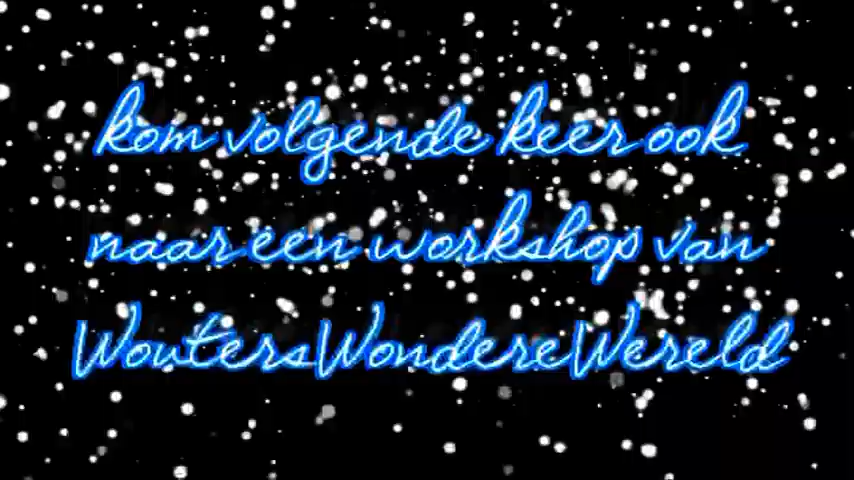 kom volgende keer ook
naar een workshop van
WoutersWondereWereld